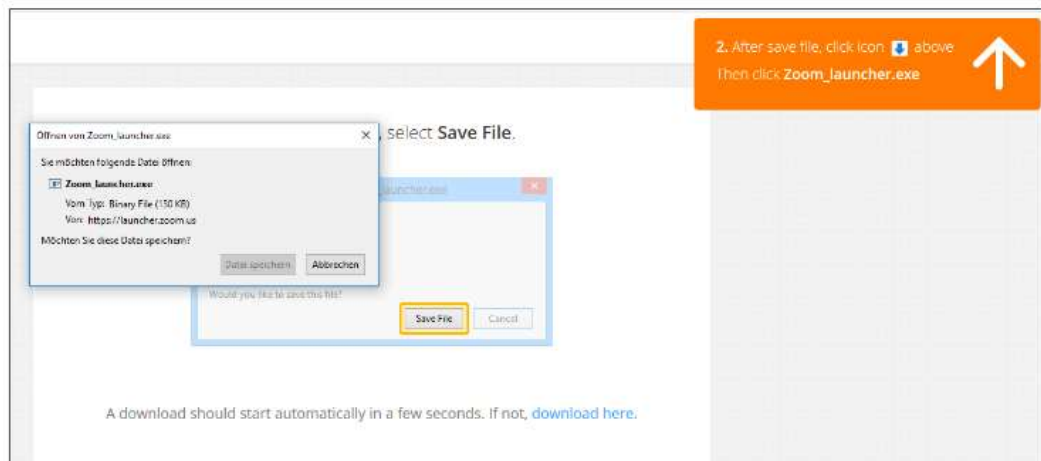 2. After save file, click icon above
Then click Zoom_launcher.exe
, select Save File.
Öffnen von Zoom_launcher.exe
Sie möchten folgende Datei öffnen:
Zoom_launcher.exe
Vom Typ: Binary File (150 KB)
Von: https://launcher.zoom.us
Möchten Sie diese Datei speichern?
Datei speichern
Abbrechen
launcher.exe
Would you like to save this file?
Save File
Cancel
A download should start automatically in a few seconds. If not, download here.